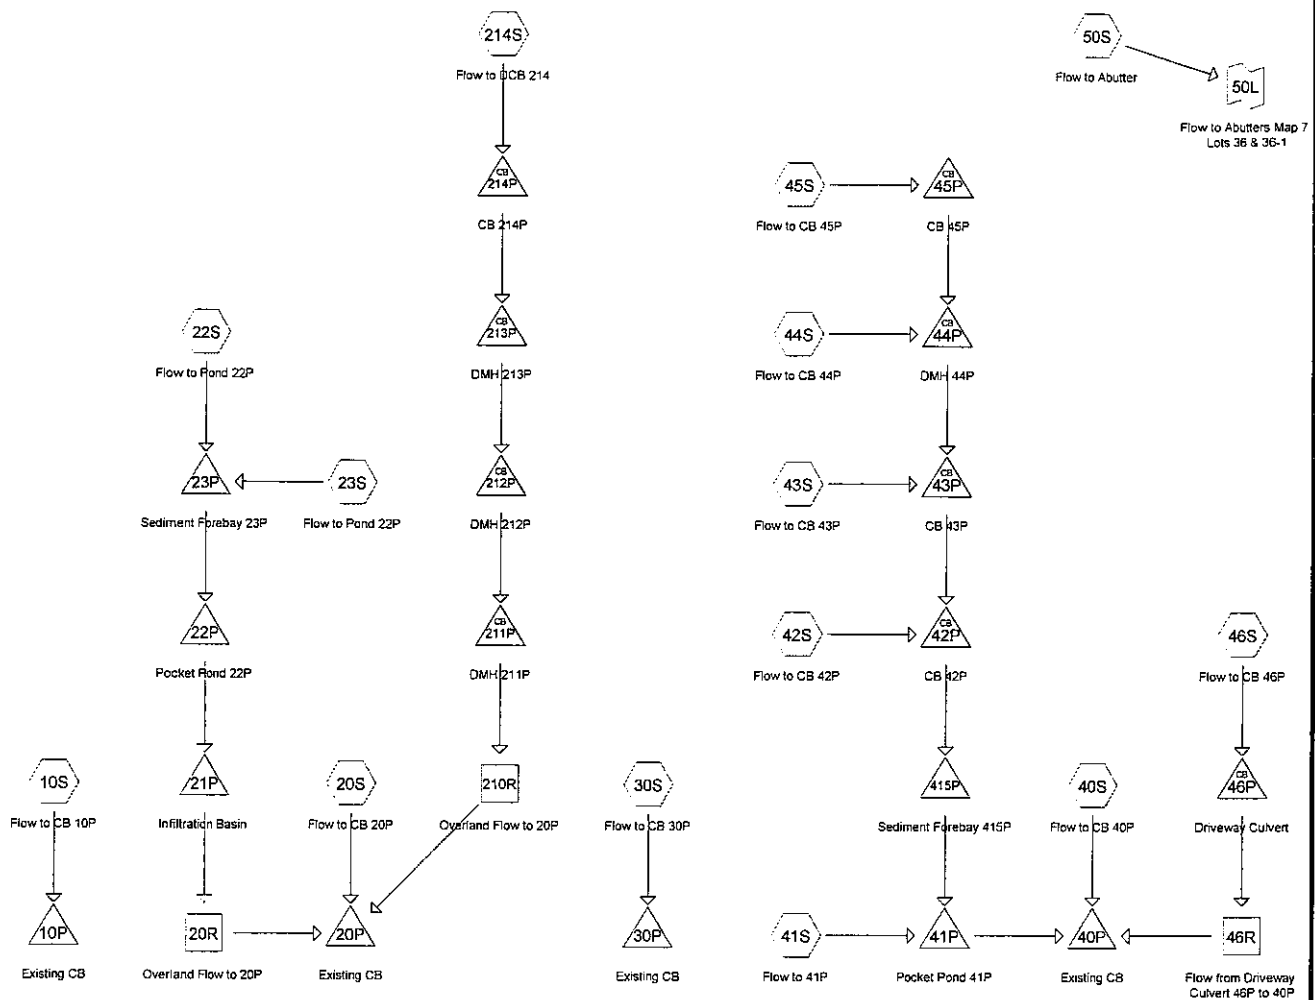 214S
Flow to DCB 214
50S
Flow to Abutter
50L
Flow to Abutters Map 7
Lots 36 & 36-1
CB
214P
CB 214P
45S
Flow to CB 45P
CB
45P
CB 45P
22S
Flow to Pond 22P
CB
213P
DMH 213P
44S
Flow to CB 44P
CB
44P
DMH 44P
23P
Sediment Forebay 23P
23S
Flow to Pond 22P
CB
212P
DMH 212P
43S
Flow to CB 43P
CB
43P
CB 43P
22P
Pocket Pond 22P
CB
211P
DMH 211P
42S
Flow to CB 42P
CB
42P
CB 42P
46S
Flow to CB 46P
10S
Flow to CB 10P
21P
Infiltration Basin
20S
Flow to CB 20P
210R
Overland Flow to 20P
30S
Flow to CB 30P
415P
Sediment Forebay 415P
40S
Flow to CB 40P
CB
46P
Driveway Culvert
10P
Existing CB
20R
Overland Flow to 20P
20P
Existing CB
30P
Existing CB
41S
Flow to 41P
41P
Pocket Pond 41P
40P
Existing CB
46R
Flow from Driveway
Culvert 46P to 40P